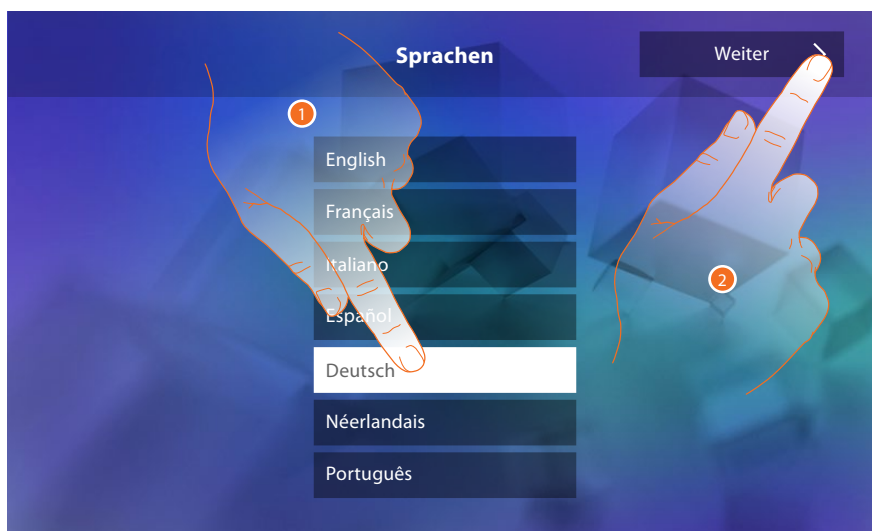 Sprachen
Weiter
1
English
Français
Italiano
Español
Deutsch
2
Néerlandais
Português